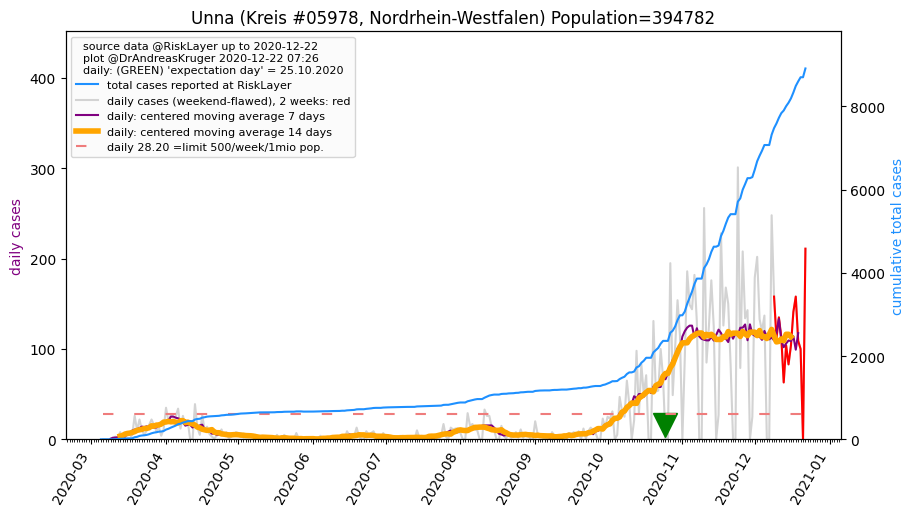 Unna (Kreis #05978, Nordrhein-Westfalen) Population=394782
source data @RiskLayer up to 2020-12-22
plot @DrAndreasKruger 2020-12-22 07:26
daily: (GREEN) 'expectation day' = 25.10.2020
total cases reported at RiskLayer
daily cases (weekend-flawed), 2 weeks: red
daily: centered moving average 7 days
daily: centered moving average 14 days
daily 28.20 =limit 500/week/1mio pop.
daily cases
400
300
200
100
0
cumulative total cases
8000
6000
4000
2000
0
2020-03
2020-04
2020-05
2020-06
2020-07
2020-08
2020-09
2020-10
2020-11
2020-12
2021-01